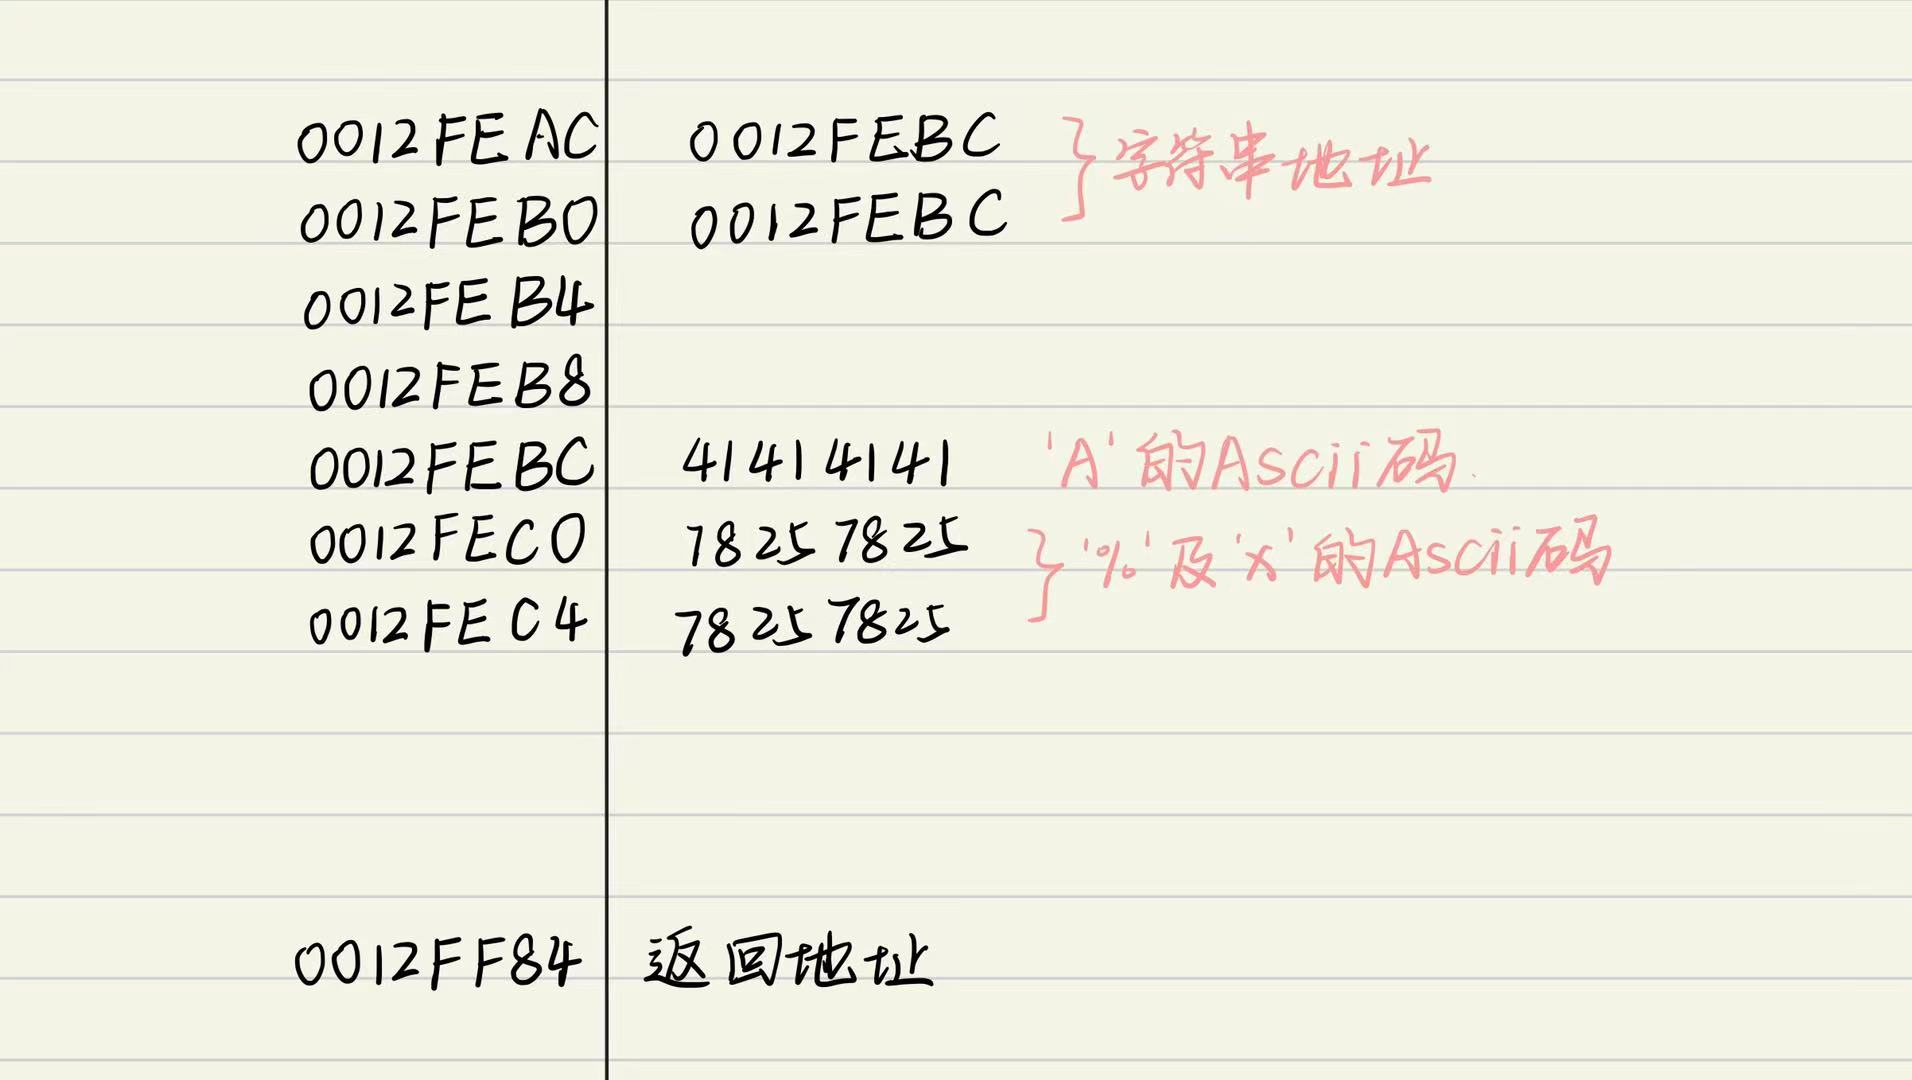 0012FEAC 0012FEBC } 字符串地址
0012FEB0 0012FEBC
0012FEB4
0012FEB8
0012FEBC 41414141 'A'的Ascii码.
0012FEC0 78257825 } '%'及'x'的Ascii码
0012FEC4 78257825
0012FF84 返回地址